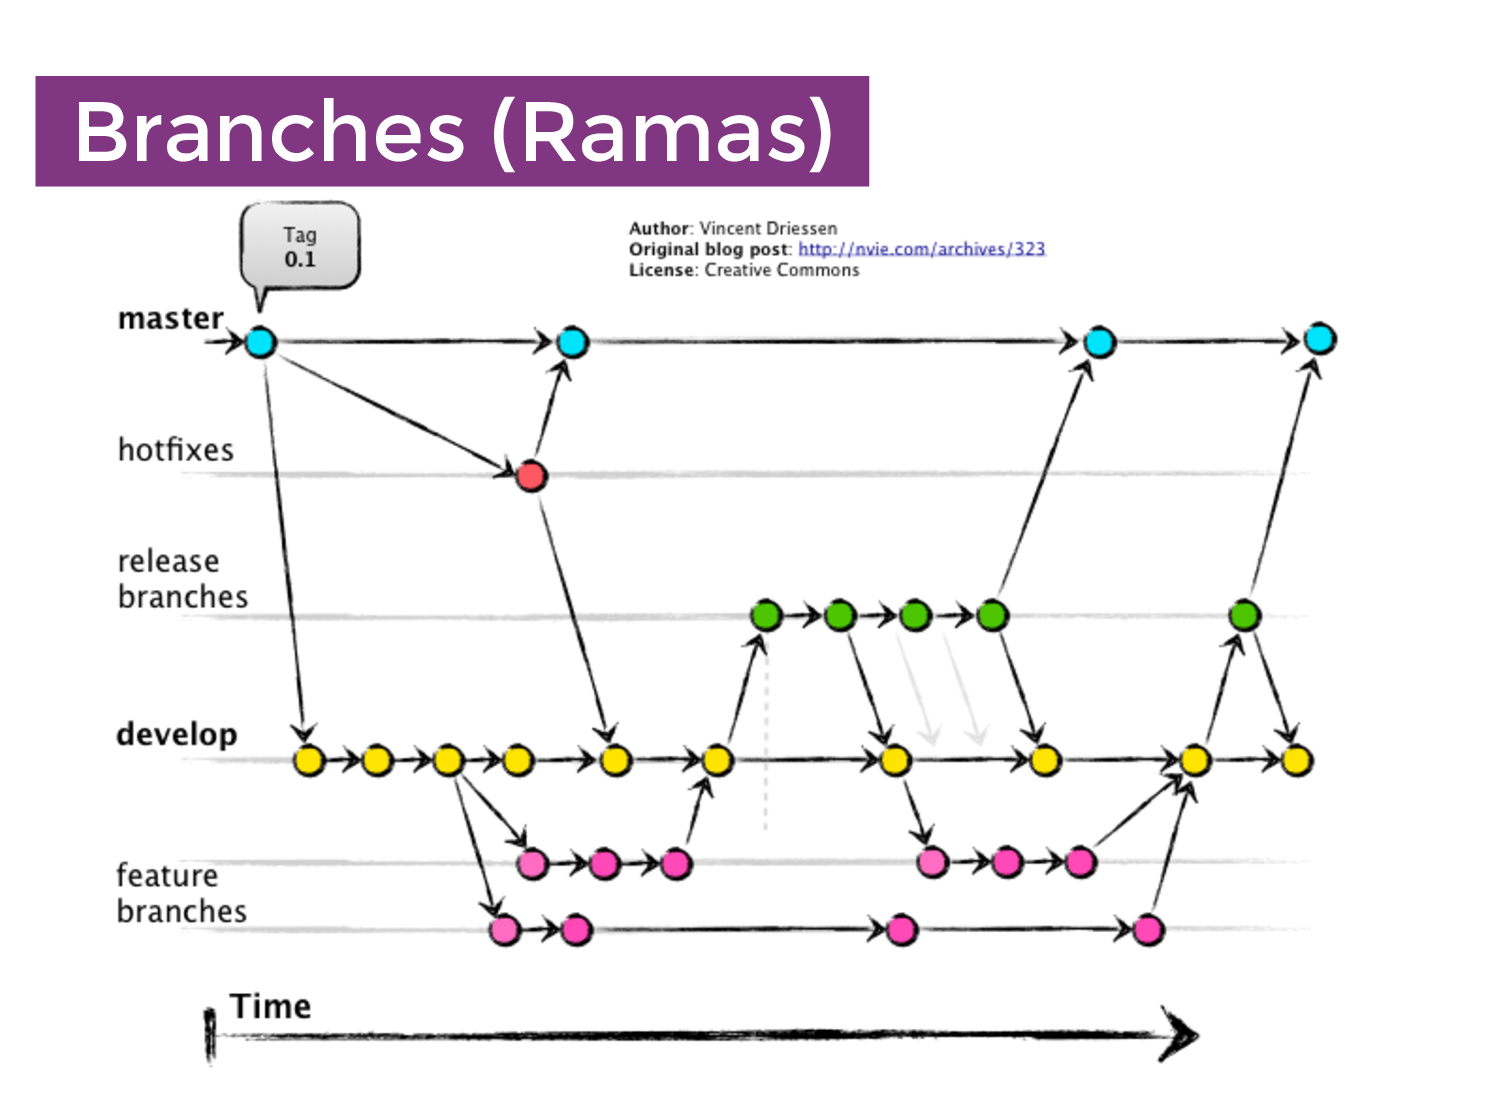 Branches (Ramas)
Tag
0.1
Author: Vincent Driessen
Original blog post: http://nvie.com/archives/323
License: Creative Commons
master
hotfixes
release
branches
develop
feature
branches
Time